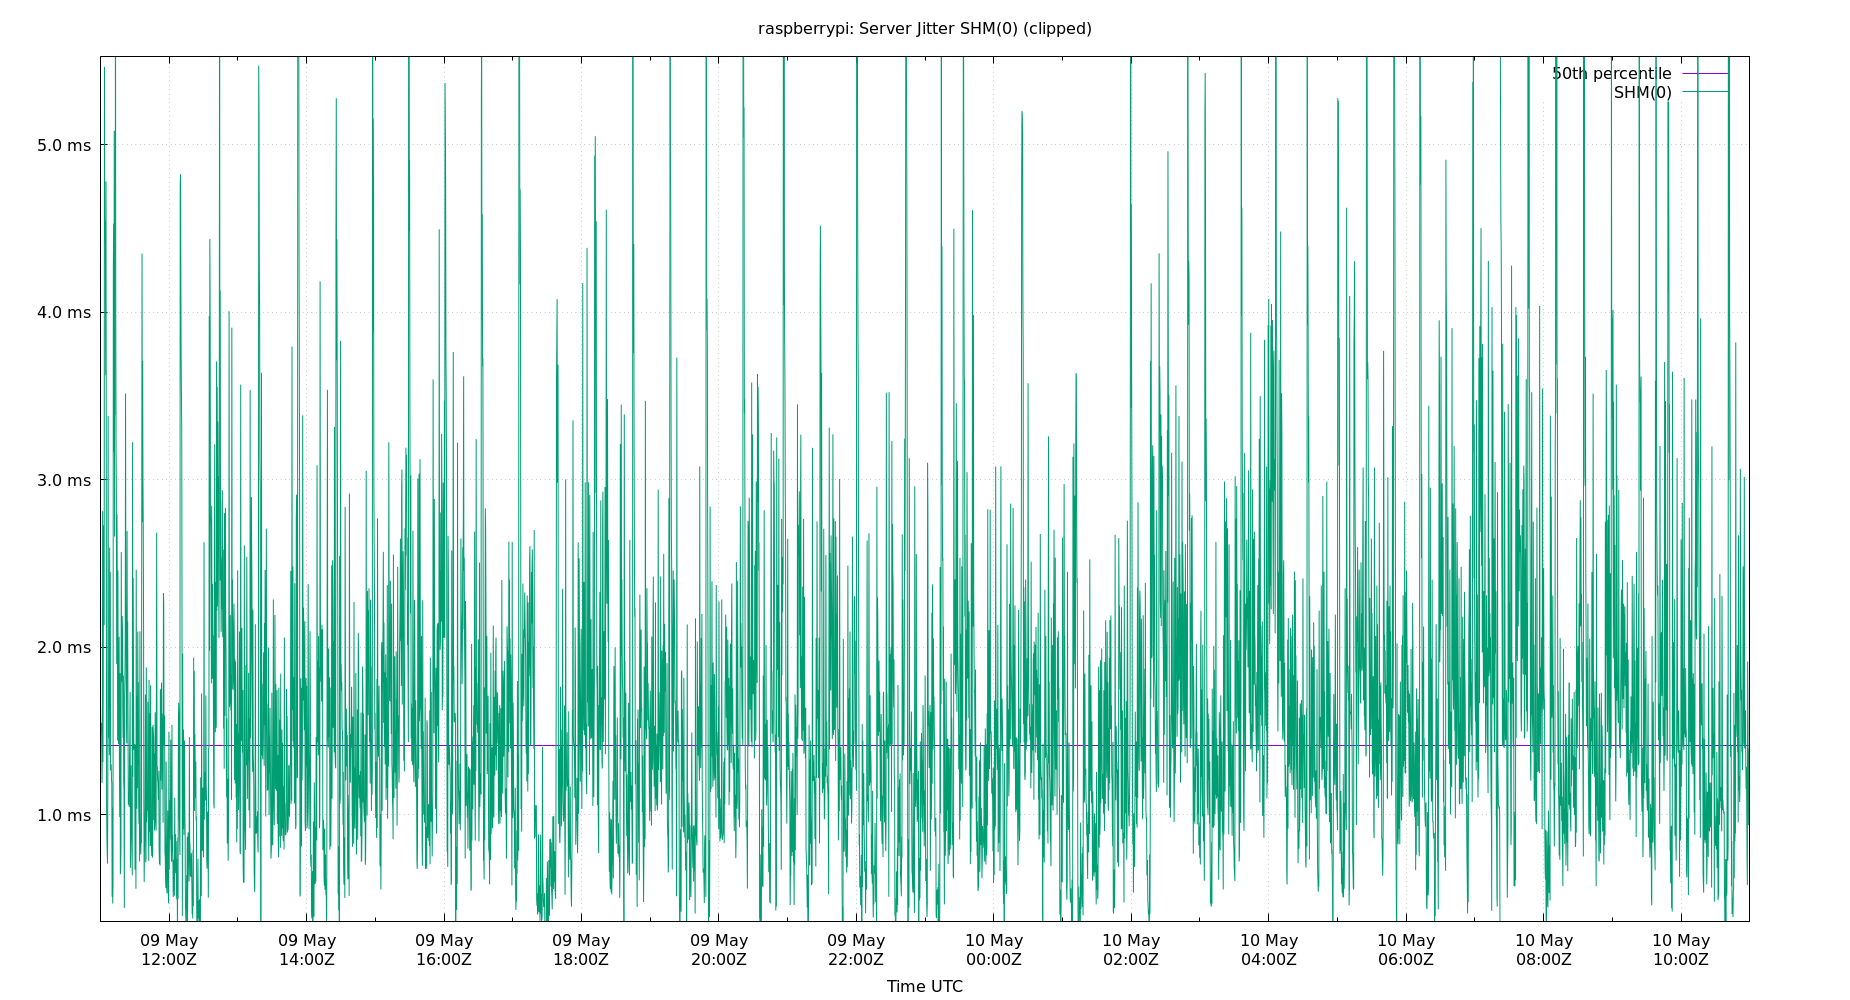 raspberrypi: Server Jitter SHM(0) (clipped)
50th percentile
SHM(0)
5.0 ms
4.0 ms
3.0 ms
2.0 ms
1.0 ms
09 May 09 May 09 May 09 May 09 May 09 May 10 May 10 May 10 May 10 May 10 May 10 May
12:00Z 14:00Z 16:00Z 18:00Z 20:00Z 22:00Z 00:00Z 02:00Z 04:00Z 06:00Z 08:00Z 10:00Z
Time UTC